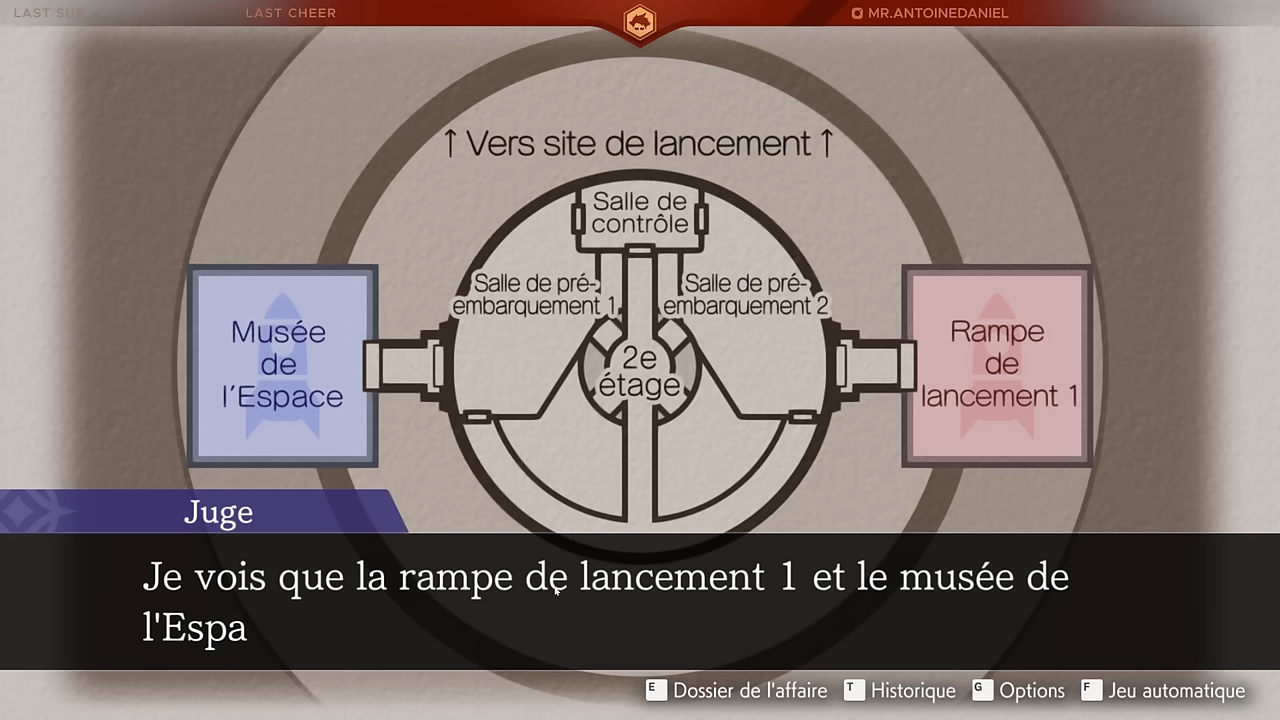 LAST SUB
LAST CHEER
MR.ANTOINEDANIEL
↑ Vers site de lancement ↑
Salle de
contrôle
Salle de pré-
embarquement 1
Salle de pré-
embarquement 2
Musée
de
l'Espace
2e
étage
Rampe
de
lancement 1
Juge
Je vois que la rampe de lancement 1 et le musée de
l'Espa
E Dossier de l'affaire
T Historique
G Options
F Jeu automatique